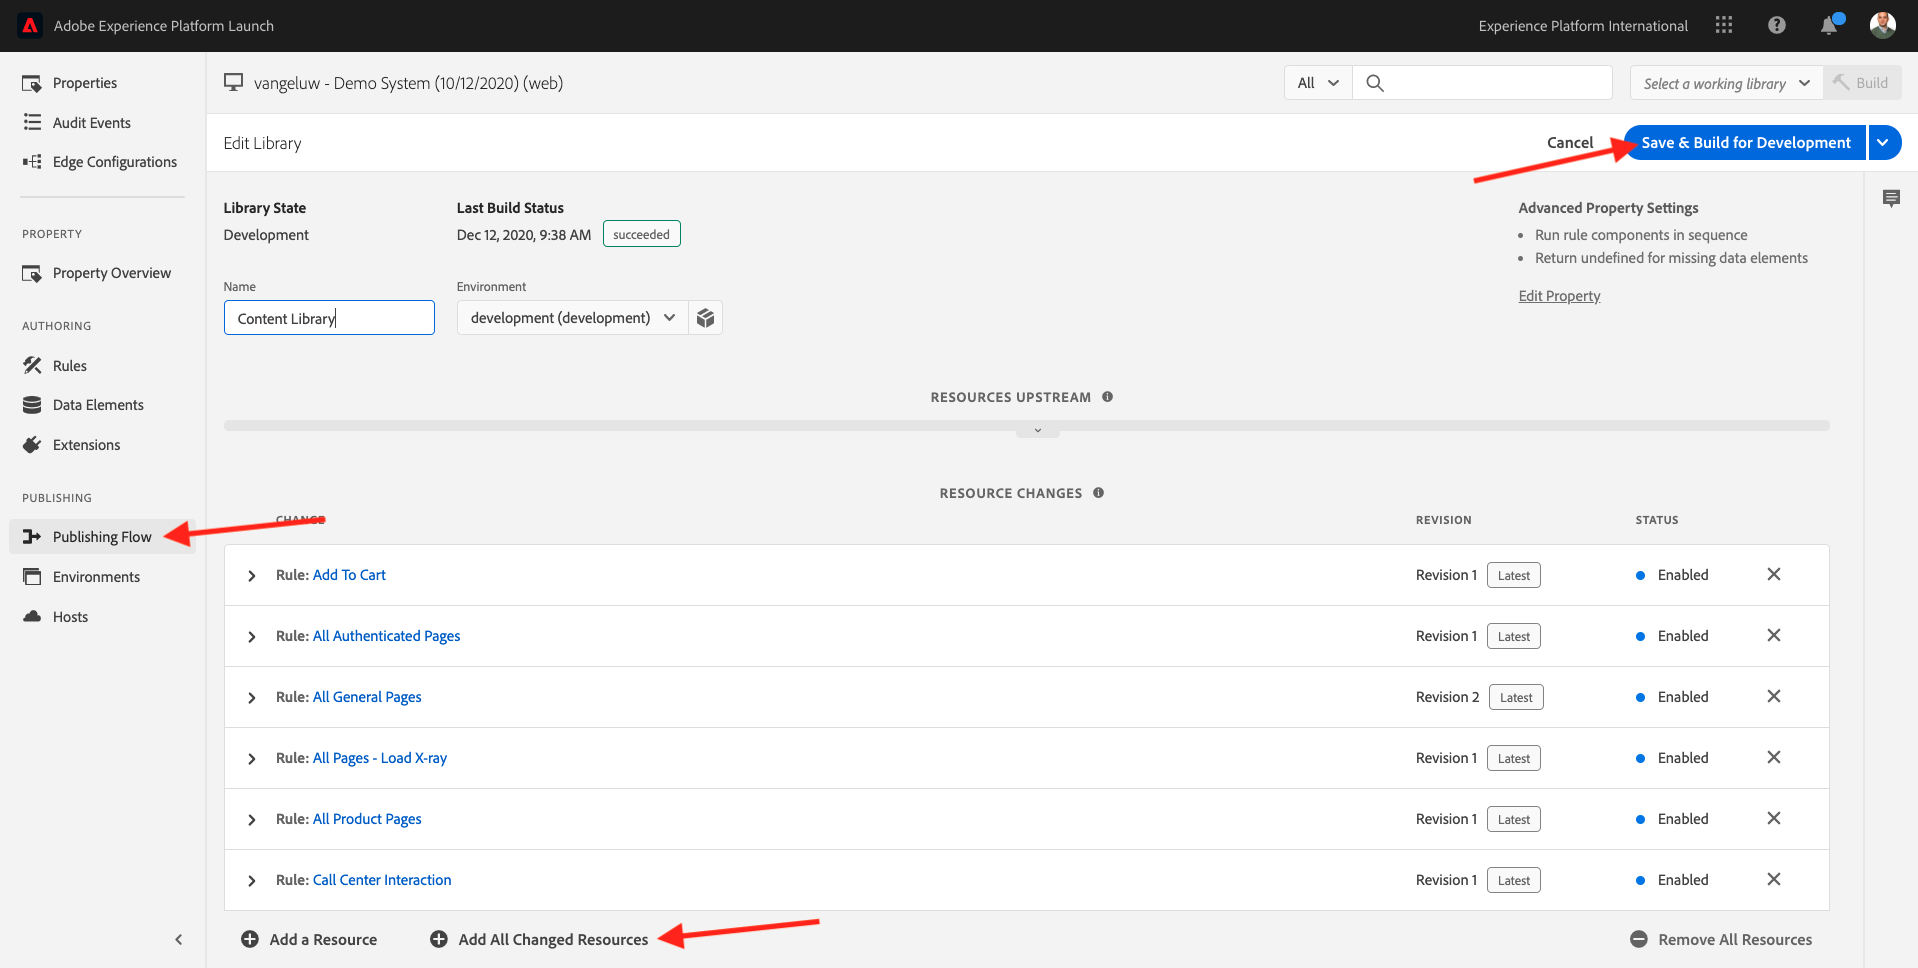 Adobe Experience Platform Launch
Experience Platform International
Properties
Audit Events
Edge Configurations
PROPERTY
Property Overview
AUTHORING
Rules
Data Elements
Extensions
PUBLISHING
Publishing Flow
Environments
Hosts
vangeluw - Demo System (10/12/2020) (web)
All
Select a working library
Build
Edit Library
Cancel
Save & Build for Development
Library State
Development
Last Build Status
Dec 12, 2020, 9:38 AM succeeded
Advanced Property Settings
• Run rule components in sequence
• Return undefined for missing data elements
Edit Property
Name
Content Library
Environment
development (development)
RESOURCES UPSTREAM
RESOURCE CHANGES
CHANGE REVISION STATUS
Rule: Add To Cart Revision 1 Latest Enabled
Rule: All Authenticated Pages Revision 1 Latest Enabled
Rule: All General Pages Revision 2 Latest Enabled
Rule: All Pages - Load X-ray Revision 1 Latest Enabled
Rule: All Product Pages Revision 1 Latest Enabled
Rule: Call Center Interaction Revision 1 Latest Enabled
Add a Resource
Add All Changed Resources
Remove All Resources